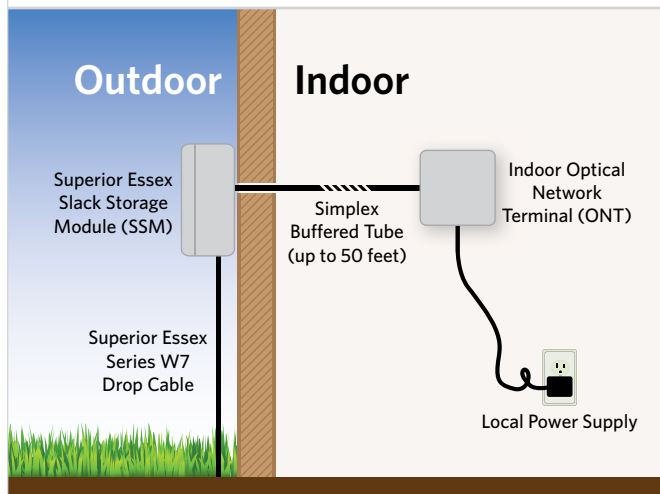 Outdoor
Indoor
Superior Essex
Slack Storage
Module (SSM)
Simplex
Buffered Tube
(up to 50 feet)
Indoor Optical
Network
Terminal (ONT)
Superior Essex
Series W7
Drop Cable
Local Power Supply